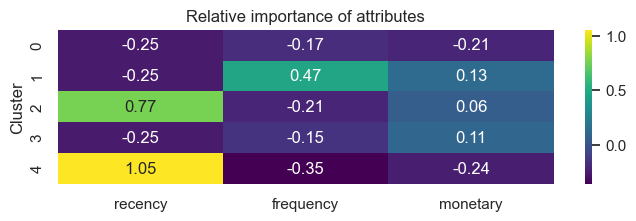 Relative importance of attributes
Cluster
0 -0.25 -0.17 -0.21
1 -0.25 0.47 0.13
2 0.77 -0.21 0.06
3 -0.25 -0.15 0.11
4 1.05 -0.35 -0.24
recency frequency monetary
1.0
0.5
0.0